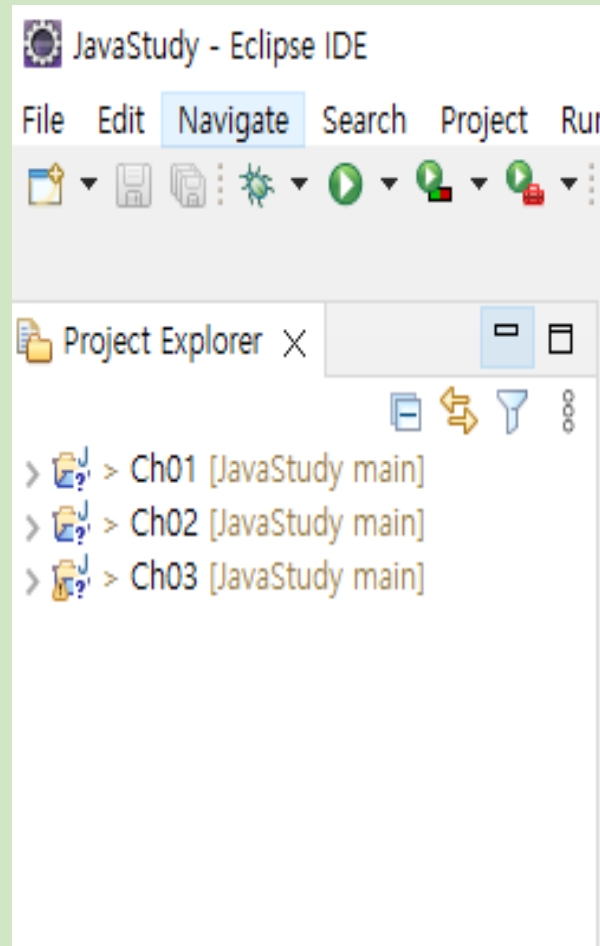 JavaStudy - Eclipse IDE
File Edit Navigate Search Project Rur
Project Explorer
> Ch01 [JavaStudy main]
> Ch02 [JavaStudy main]
> Ch03 [JavaStudy main]